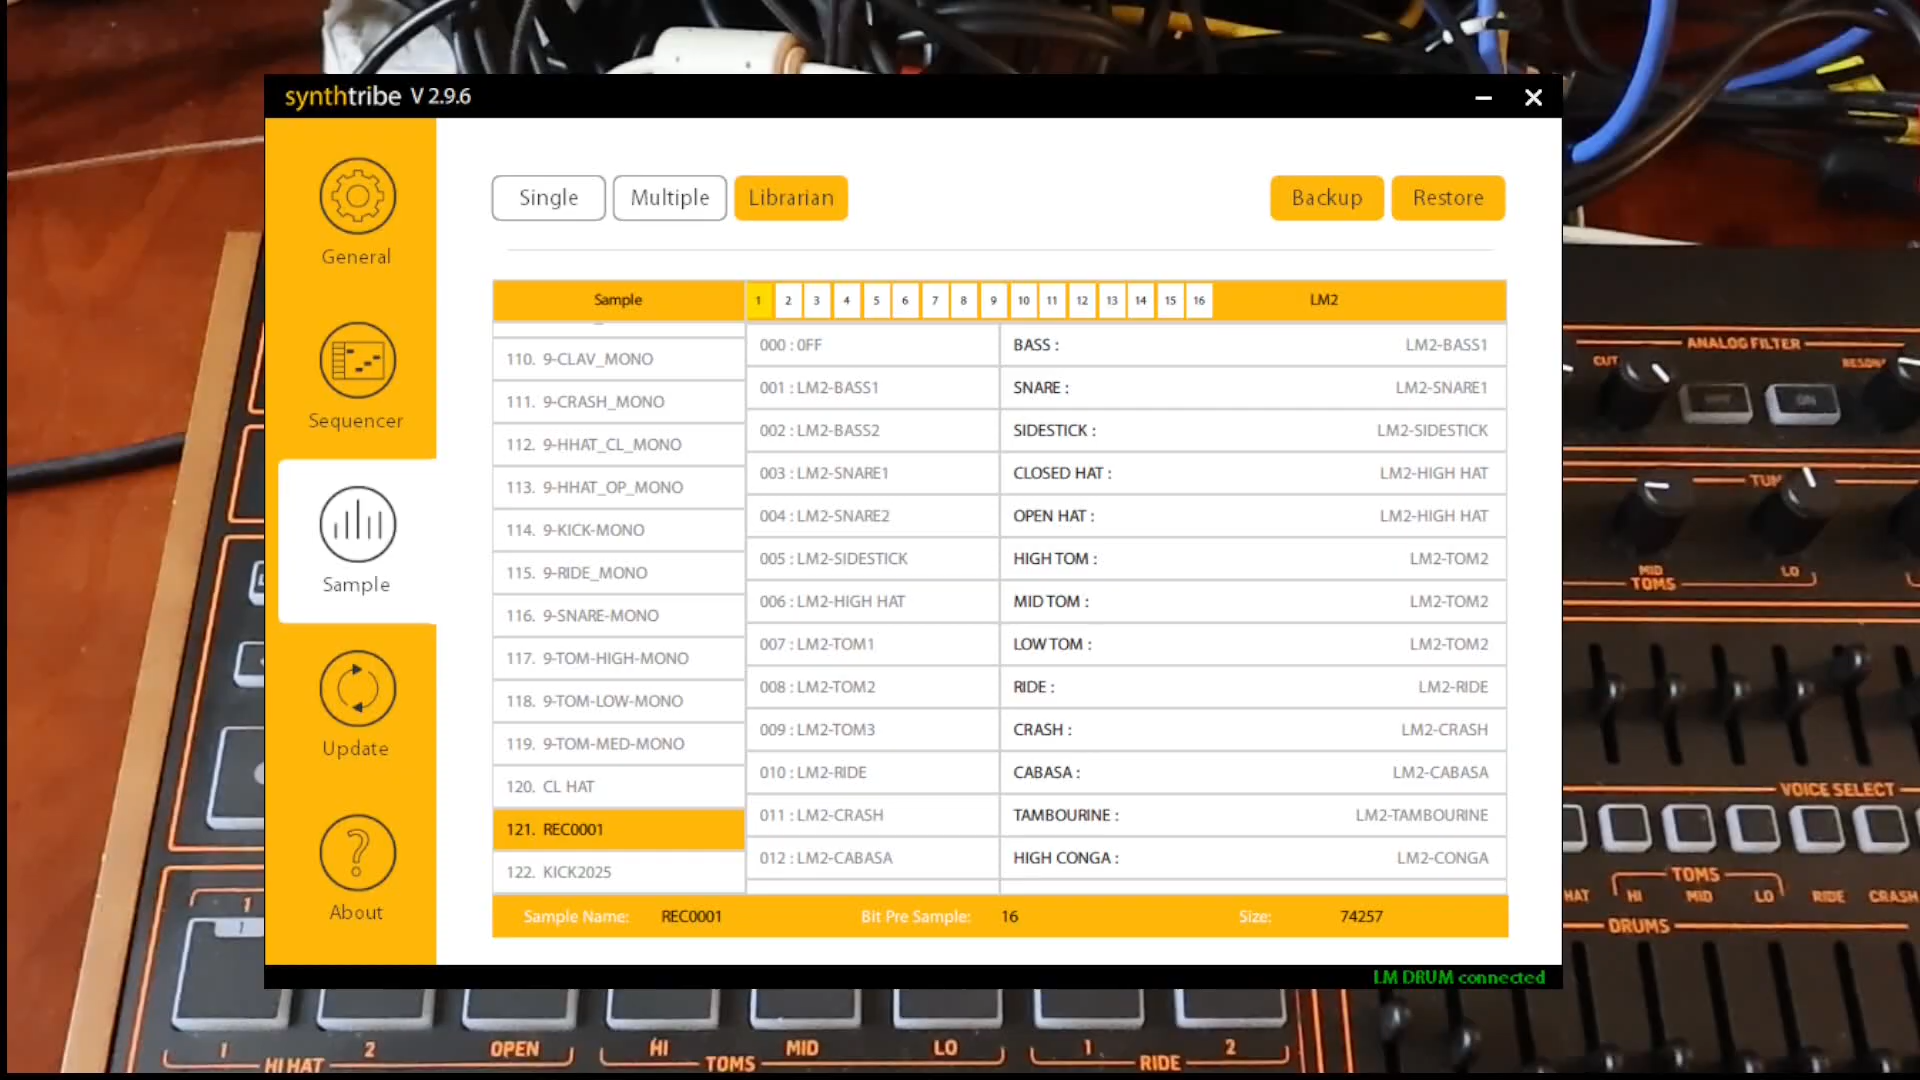 synthtribe V 2.9.6
General
Sequencer
Sample
Update
About
Single Multiple Librarian Backup Restore
Sample 1 2 3 4 5 6 7 8 9 10 11 12 13 14 15 16 LM2
110. 9-CLAV_MONO
111. 9-CRASH_MONO
112. 9-HHAT_CL_MONO
113. 9-HHAT_OP_MONO
114. 9-KICK-MONO
115. 9-RIDE_MONO
116. 9-SNARE-MONO
117. 9-TOM-HIGH-MONO
118. 9-TOM-LOW-MONO
119. 9-TOM-MED-MONO
120. CL HAT
121. REC0001
122. KICK2025
000 : 0FF
001 : LM2-BASS1
002 : LM2-BASS2
003 : LM2-SNARE1
004 : LM2-SNARE2
005 : LM2-SIDESTICK
006 : LM2-HIGH HAT
007 : LM2-TOM1
008 : LM2-TOM2
009 : LM2-TOM3
010 : LM2-RIDE
011 : LM2-CRASH
012 : LM2-CABASA
BASS : LM2-BASS1
SNARE : LM2-SNARE1
SIDESTICK : LM2-SIDESTICK
CLOSED HAT : LM2-HIGH HAT
OPEN HAT : LM2-HIGH HAT
HIGH TOM : LM2-TOM2
MID TOM : LM2-TOM2
LOW TOM : LM2-TOM2
RIDE : LM2-RIDE
CRASH : LM2-CRASH
CABASA : LM2-CABASA
TAMBOURINE : LM2-TAMBOURINE
HIGH CONGA : LM2-CONGA
Sample Name: REC0001 Bit Pre Sample: 16 Size: 74257
LM DRUM connected
ANALOG FILTER
CUT
ON
MID LO
TOMS
VOICE SELECT
TOMS
HAT HI MID LO RIDE CRASH
DRUMS
1
1
1 2 OPEN HI MID LO 1 2
HI HAT TOMS RIDE